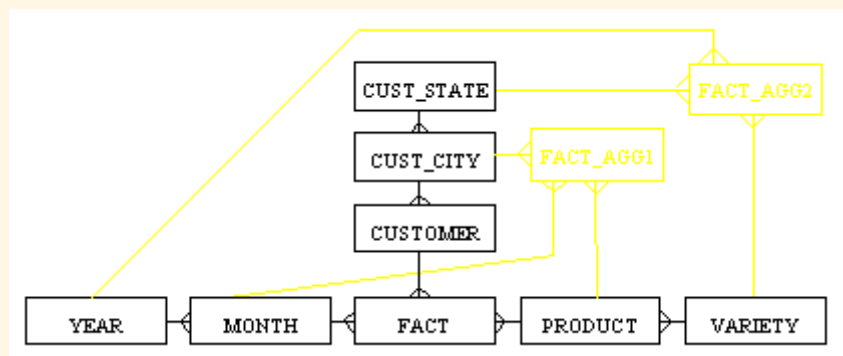 CUST_STATE
FACT_AGG2
CUST_CITY
FACT_AGG1
CUSTOMER
YEAR
MONTH
FACT
PRODUCT
VARIETY